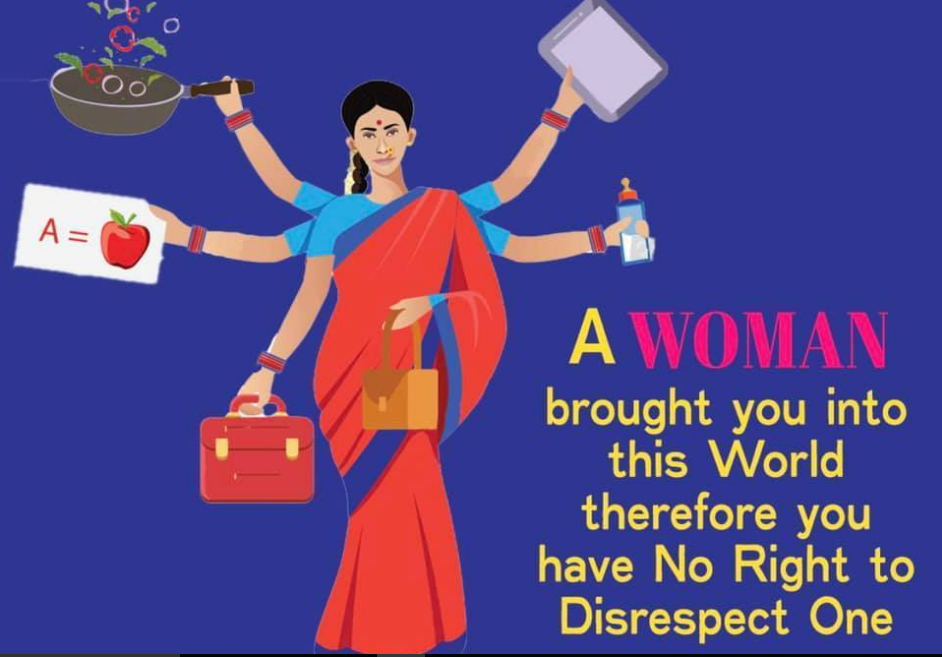 A =
A WOMAN
brought you into
this World
therefore you
have No Right to
Disrespect One